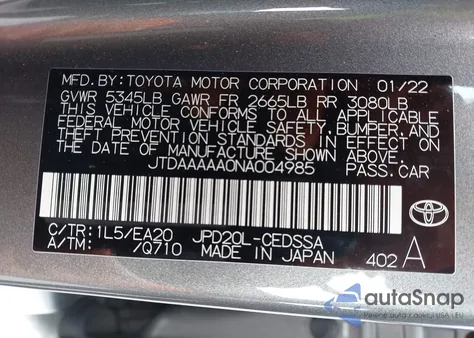 MFD.BY:TOYOTA MOTOR CORPORATION 01/22
GVWR 5345LB GAWR FR 2665LB RR 3080LB
THIS VEHICLE CONFORMS TO ALL APPLICABLE
FEDERAL MOTOR VEHICLE SAFETY, BUMPER, AND
THEFT PREVENTION STANDARDS IN EFFECT ON
THE DATE OF MANUFACTURE SHOWN ABOVE.
JTDAAAAA0NA004985 PASS.CAR
C/TR:1L5/EA20 JPD20L-CEDSSA
A/TM: /Q710 MADE IN JAPAN 402 A
TOYOTA
autoSnap